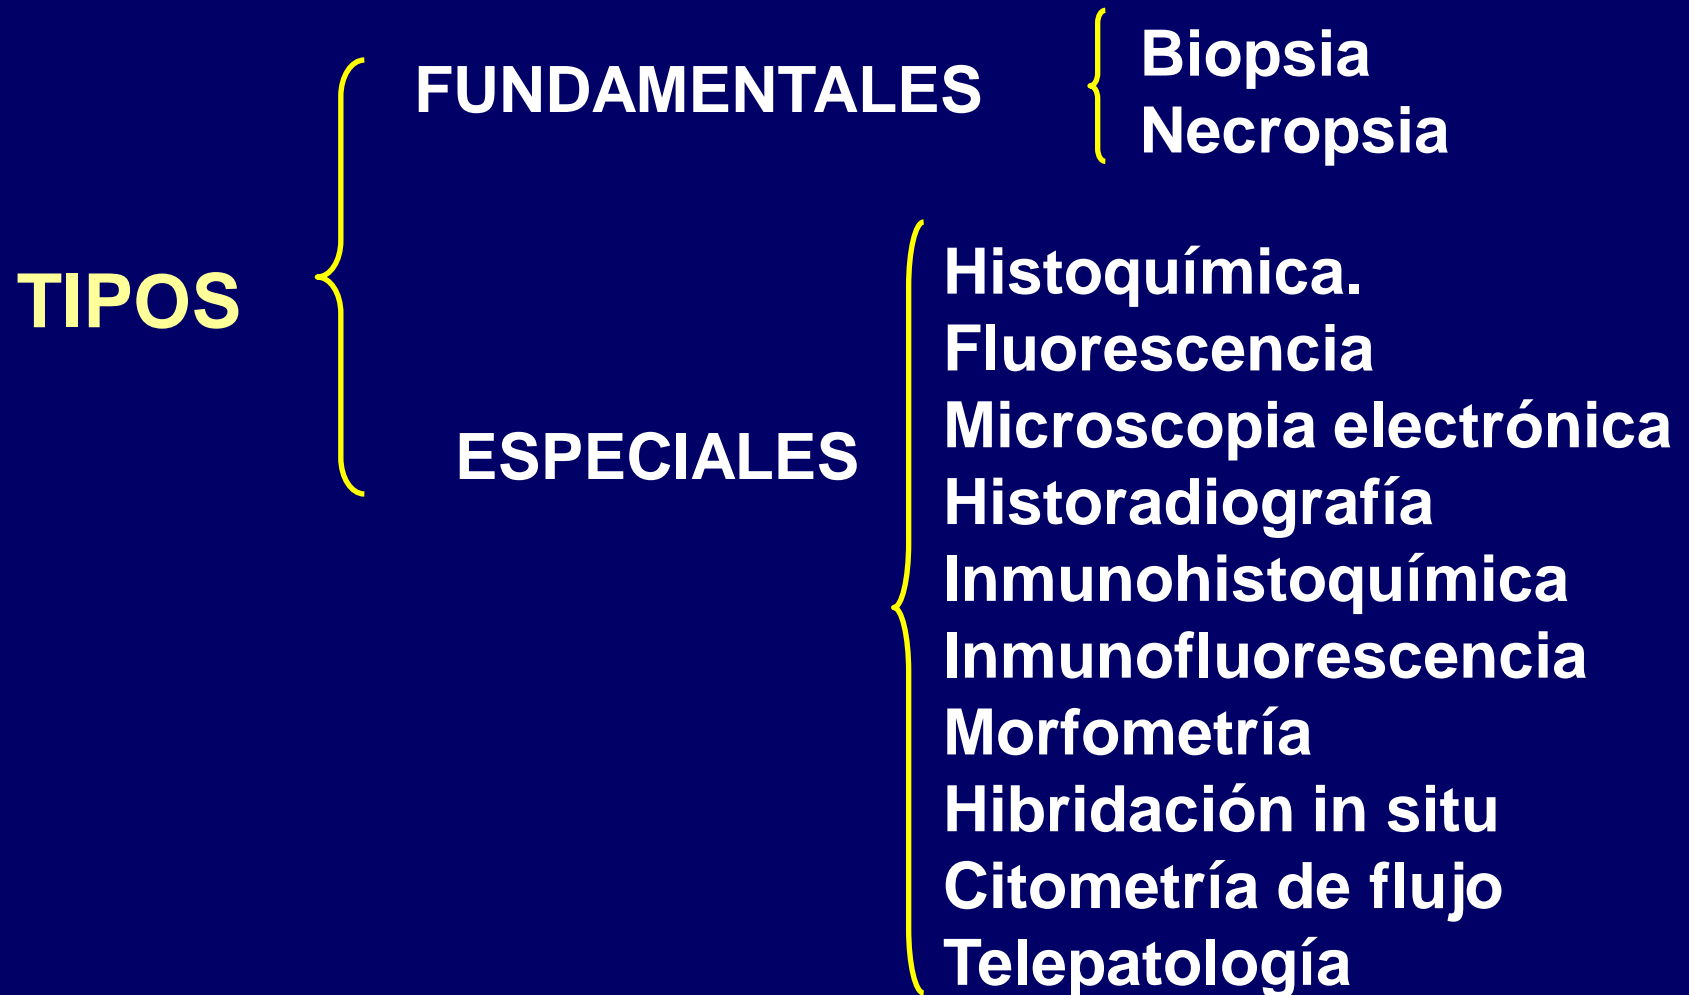 TIPOS
FUNDAMENTALES
Biopsia
Necropsia
ESPECIALES
Histoquímica.
Fluorescencia
Microscopia electrónica
Historadiografía
Inmunohistoquímica
Inmunofluorescencia
Morfometría
Hibridación in situ
Citometría de flujo
Telepatología